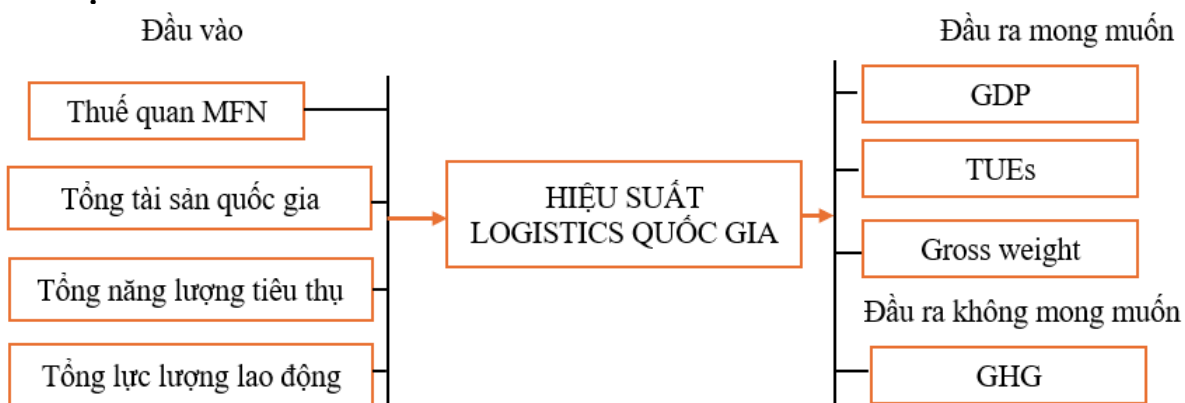 Đầu vào
Thuế quan MFN
Tổng tài sản quốc gia
Tổng năng lượng tiêu thụ
Tổng lực lượng lao động
HIỆU SUẤT
LOGISTICS QUỐC GIA
Đầu ra mong muốn
GDP
TUEs
Gross weight
Đầu ra không mong muốn
GHG